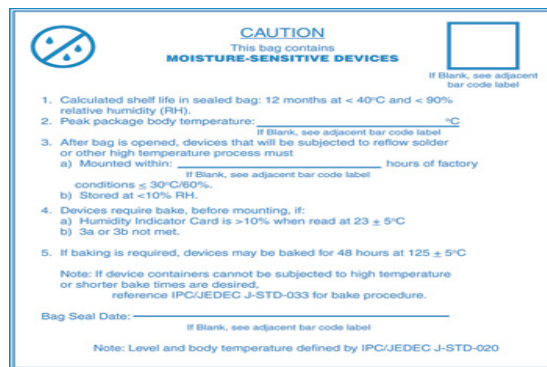 CAUTION
This bag contains
MOISTURE-SENSITIVE DEVICES
If Blank, see adjacent
bar code label
1. Calculated shelf life in sealed bag: 12 months at < 40°C and < 90%
relative humidity (RH).
2. Peak package body temperature: °C
If Blank, see adjacent bar code label
3. After bag is opened, devices that will be subjected to reflow solder
or other high temperature process must
a) Mounted within: hours of factory
If Blank, see adjacent bar code label
conditions ≤ 30°C/60%.
b) Stored at <10% RH.
4. Devices require bake, before mounting, if:
a) Humidity Indicator Card is >10% when read at 23 ± 5°C
b) 3a or 3b not met.
5. If baking is required, devices may be baked for 48 hours at 125 ± 5°C
Note: If device containers cannot be subjected to high temperature
or shorter bake times are desired,
reference IPC/JEDEC J-STD-033 for bake procedure.
Bag Seal Date:
If Blank, see adjacent bar code label
Note: Level and body temperature defined by IPC/JEDEC J-STD-020